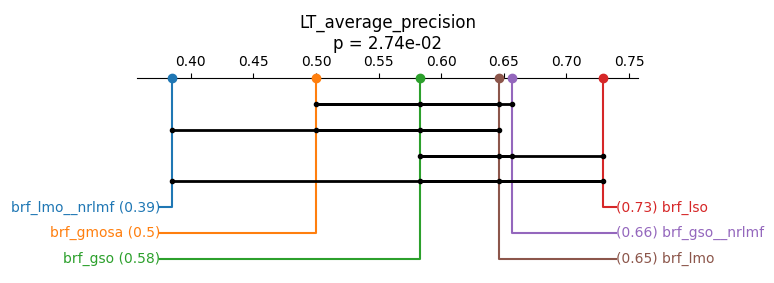 LT_average_precision
p = 2.74e-02
0.40 0.45 0.50 0.55 0.60 0.65 0.70 0.75
brf_lmo__nrlmf (0.39) (0.73) brf_lso
brf_gmosa (0.5) (0.66) brf_gso__nrlmf
brf_gso (0.58) (0.65) brf_lmo